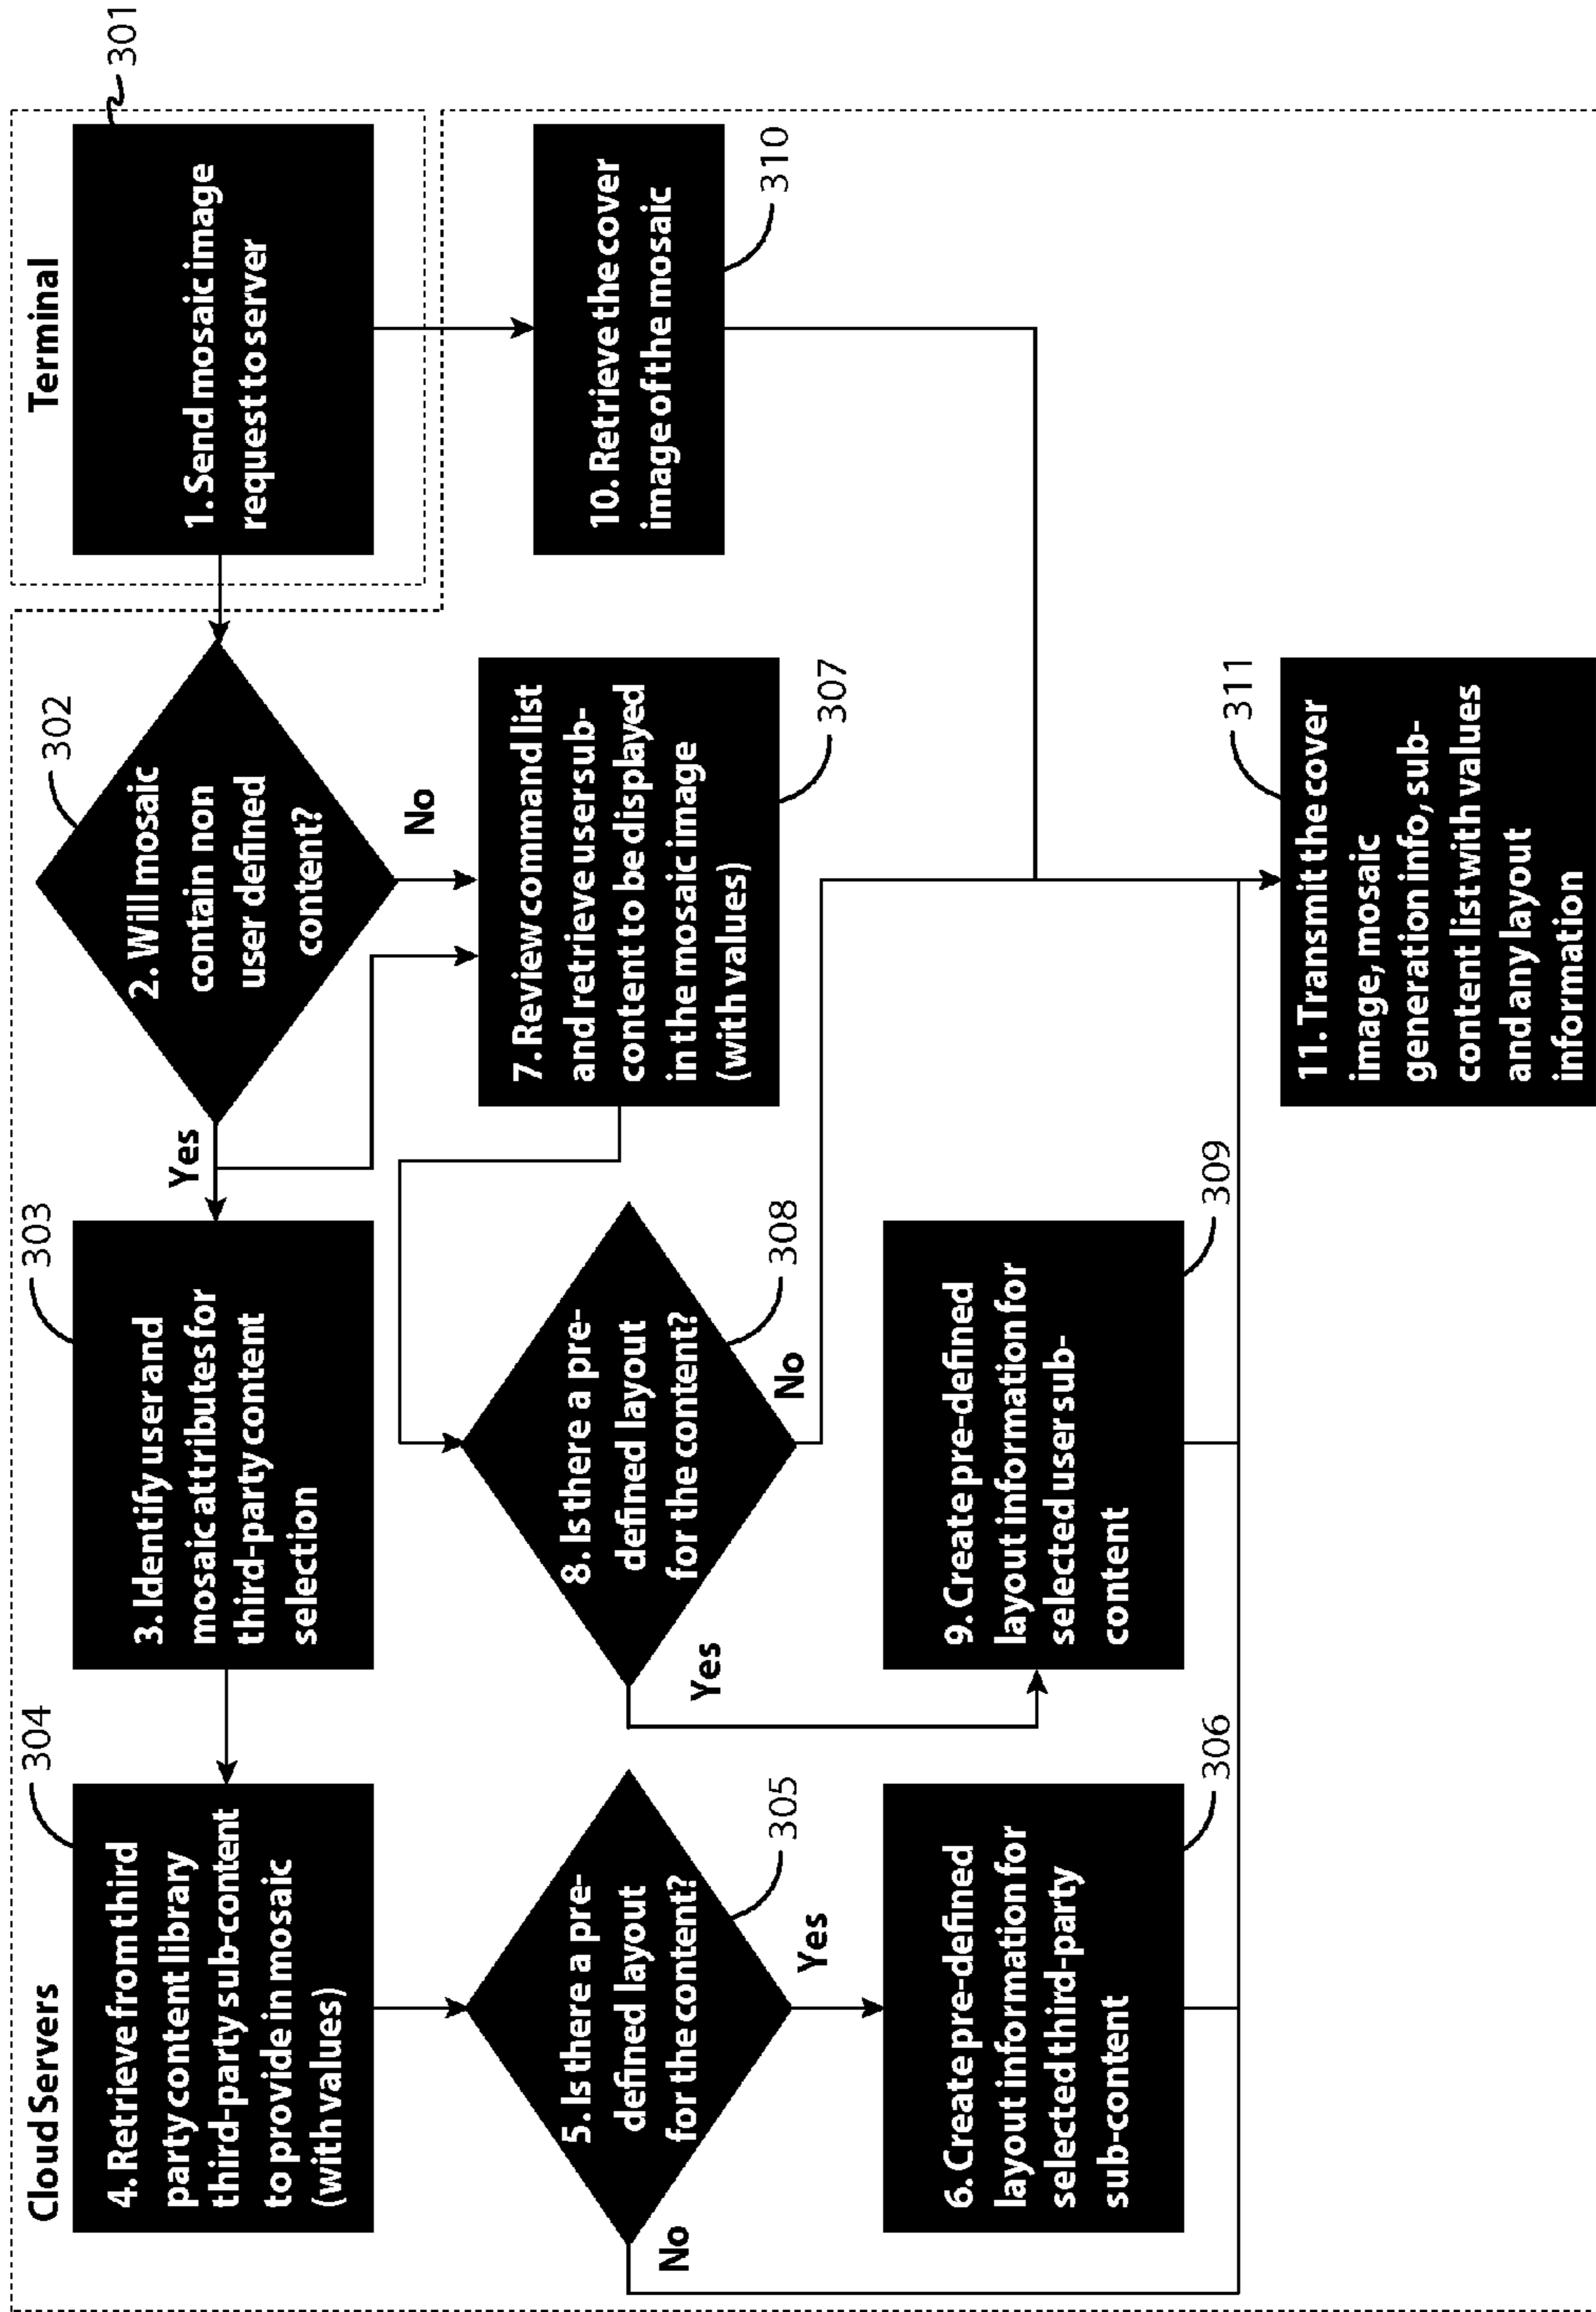 Cloud Servers
Terminal
304
4. Retrieve from third
party content library
third-party sub-content
to provide in mosaic
(with values)
303
3. Identify user and
mosaic attributes for
third-party content
selection
Yes
302
2. Will mosaic
contain non
user defined
content?
No
1. Send mosaic image
request to server
301
5. Is there a pre-
defined layout
for the content?
305
No
Yes
8. Is there a pre-
defined layout
for the content?
308
Yes
No
7. Review command list
and retrieve user sub-
content to be displayed
in the mosaic image
(with values)
307
10. Retrieve the cover
image of the mosaic
310
6. Create pre-defined
layout information for
selected third-party
sub-content
306
9. Create pre-defined
layout information for
selected user sub-
content
309
311
11. Transmit the cover
image, mosaic
generation info, sub-
content list with values
and any layout
information